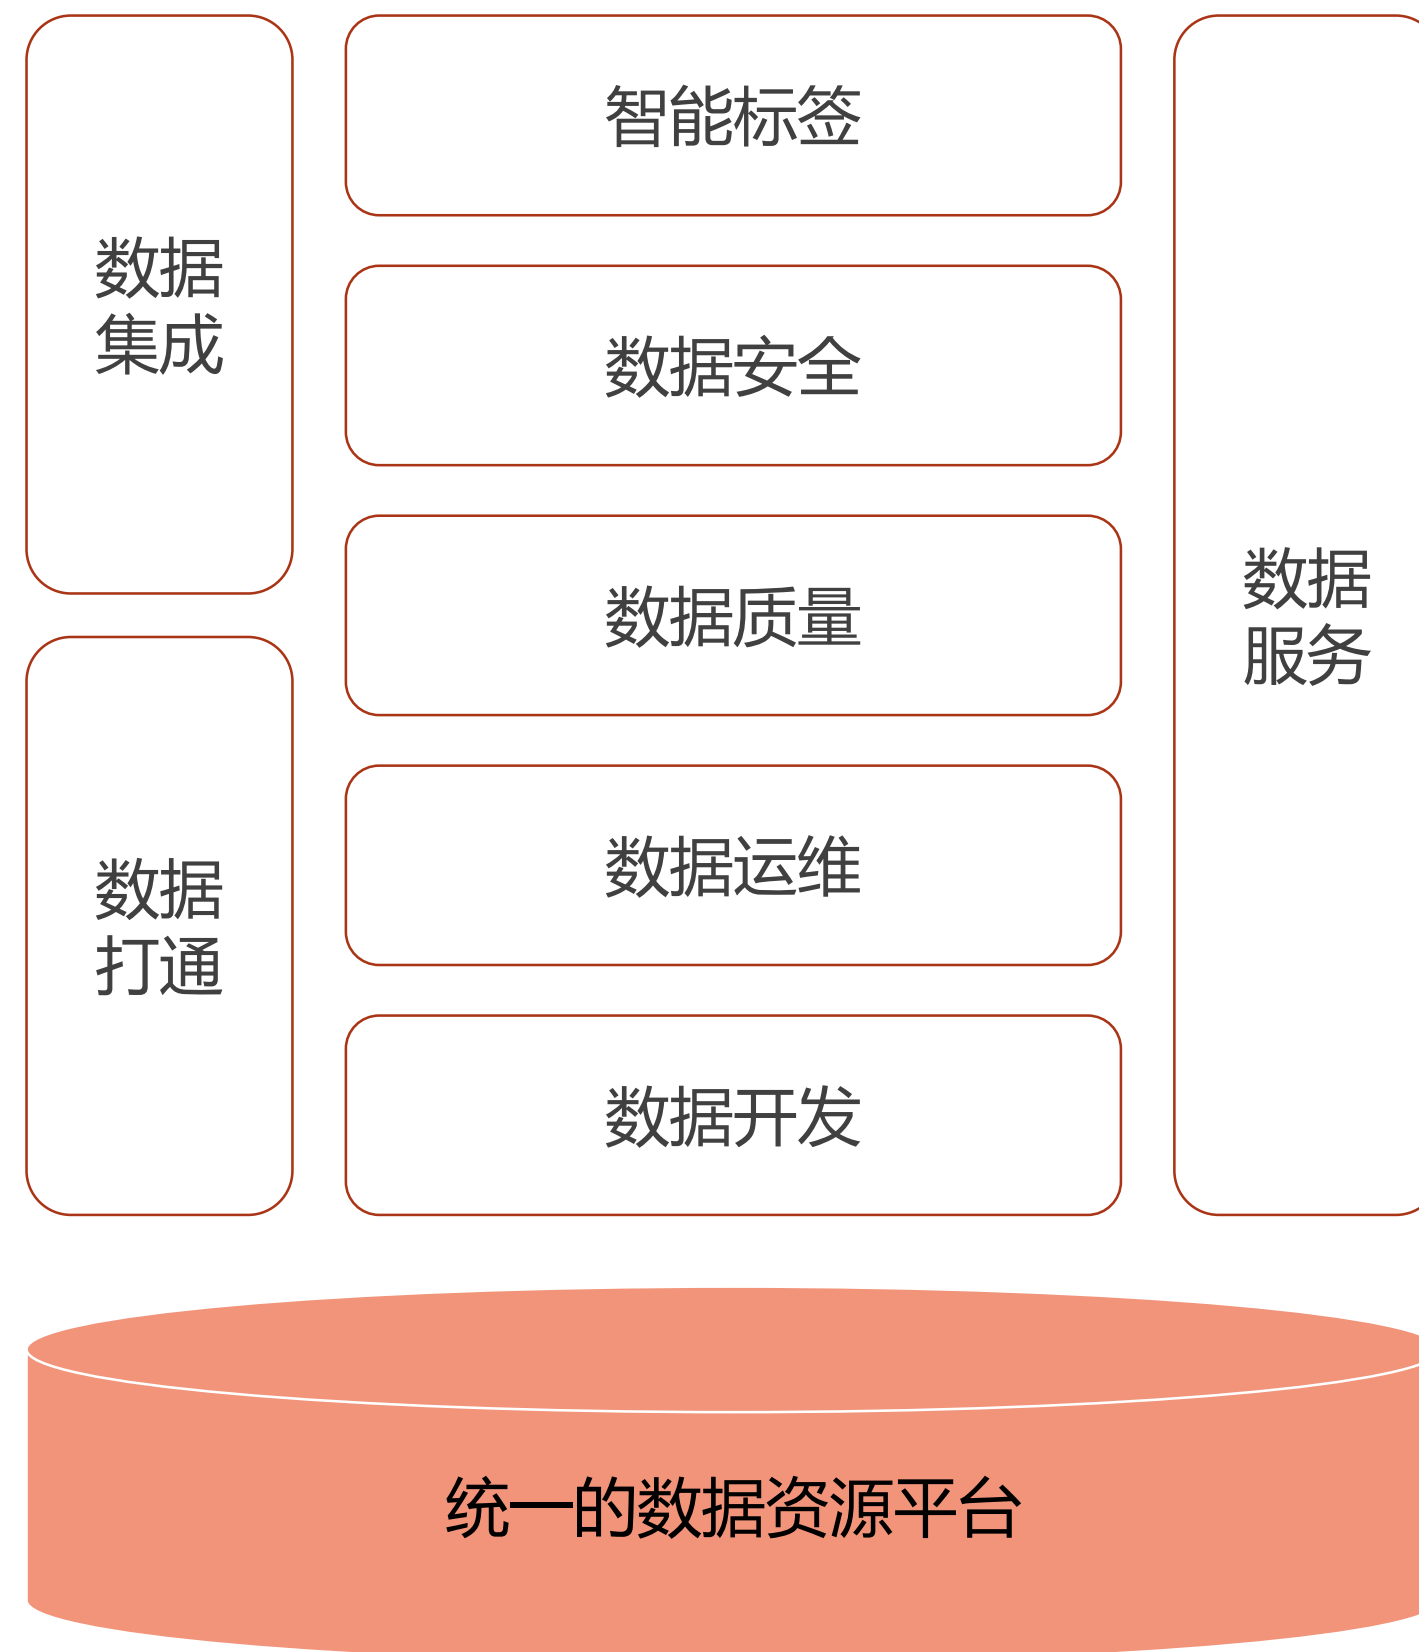 数据
集成
数据
打通
智能标签
数据安全
数据质量
数据运维
数据开发
数据
服务
统一的数据资源平台